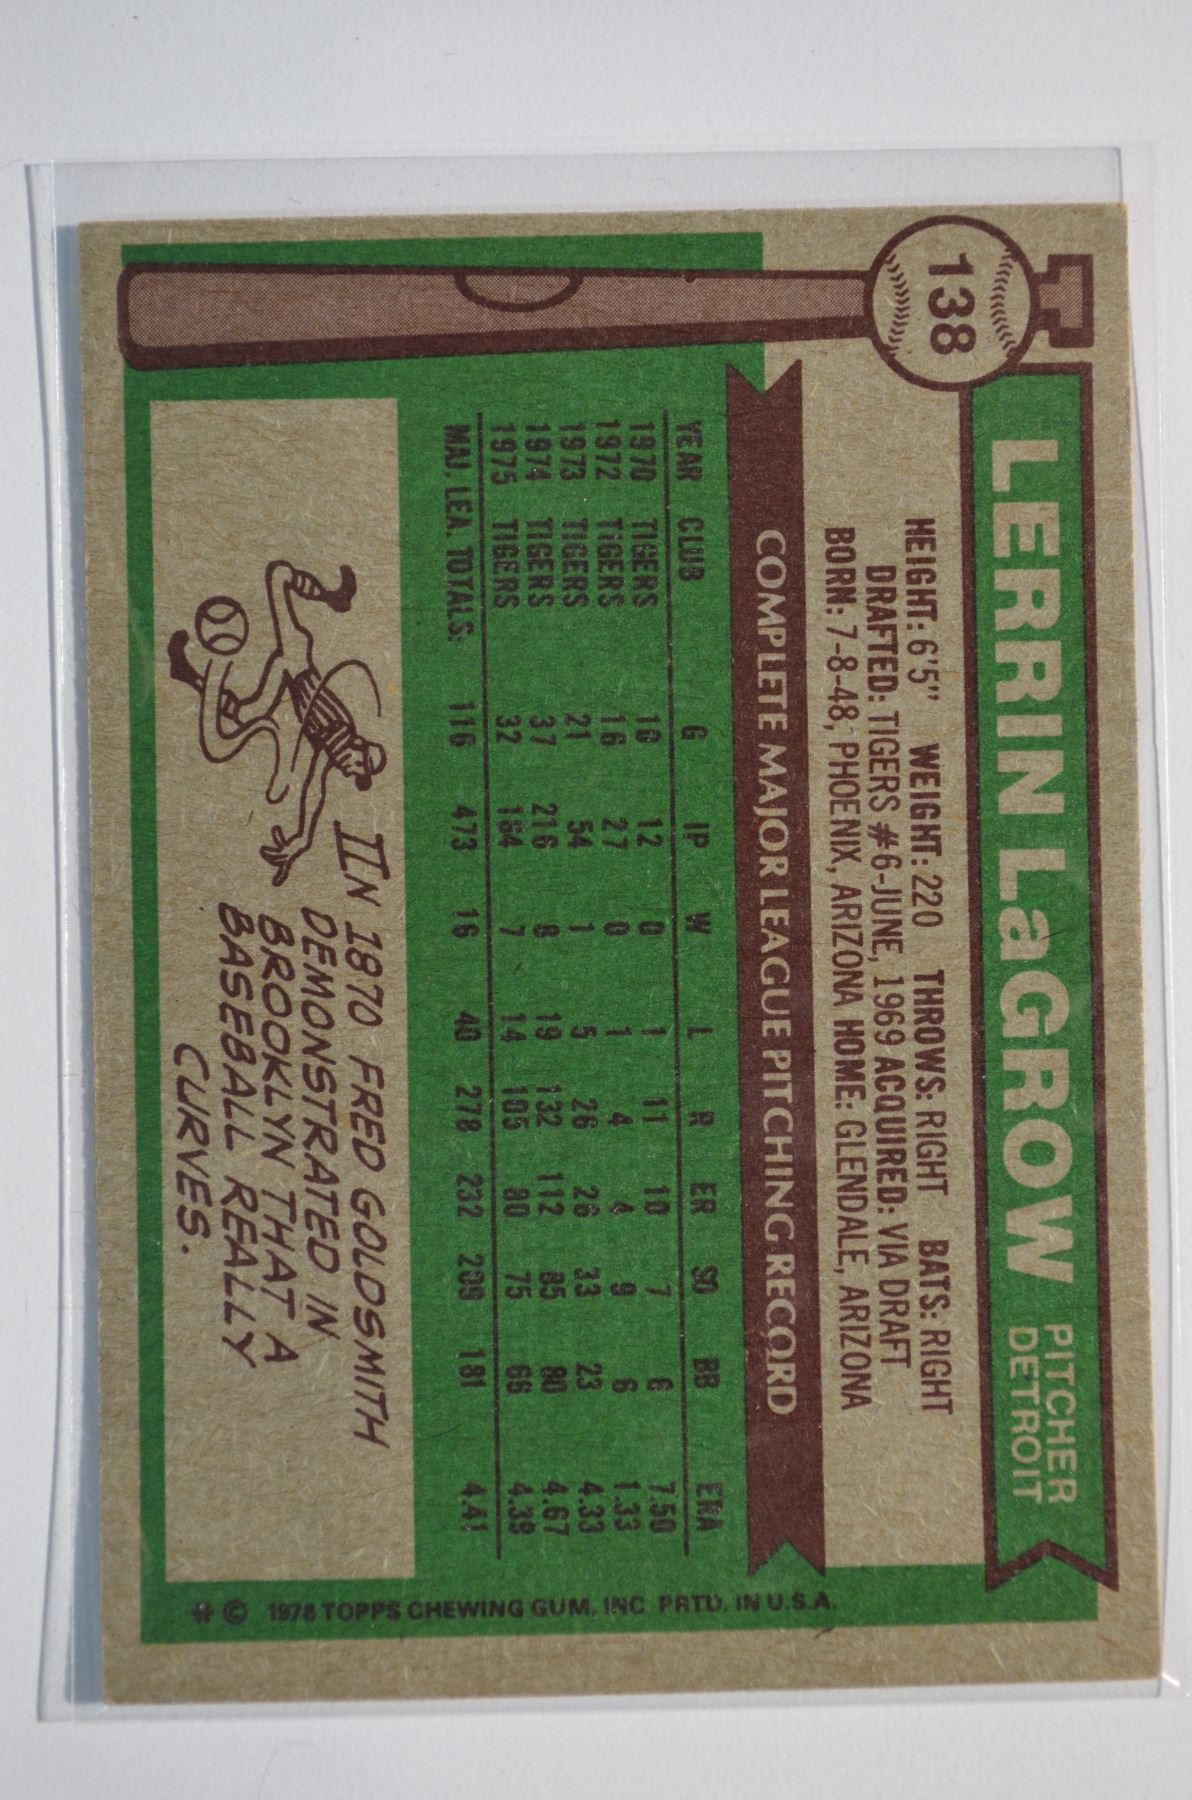 138
LERRIN LaGROW PITCHER
DETROIT
HEIGHT: 6'5" WEIGHT: 220 THROWS: RIGHT BATS: RIGHT
DRAFTED: TIGERS #6-JUNE, 1969 ACQUIRED: VIA DRAFT
BORN: 7-8-48, PHOENIX, ARIZONA HOME: GLENDALE, ARIZONA
COMPLETE MAJOR LEAGUE PITCHING RECORD
YEAR CLUB G IP W L R ER SO BB ERA
1970 TIGERS 10 12 0 1 11 10 7 6 7.50
1972 TIGERS 16 27 0 1 4 4 9 6 1.33
1973 TIGERS 21 54 1 5 26 26 33 23 4.33
1974 TIGERS 37 216 8 19 132 112 85 80 4.67
1975 TIGERS 32 164 7 14 105 80 75 66 4.39
MAJ. LEA. TOTALS: 116 473 16 40 278 232 209 181 4.41
IN 1870 FRED GOLDSMITH
DEMONSTRATED IN
BROOKLYN THAT A
BASEBALL REALLY
CURVES.
* © 1976 TOPPS CHEWING GUM, INC PRTD. IN U.S.A.